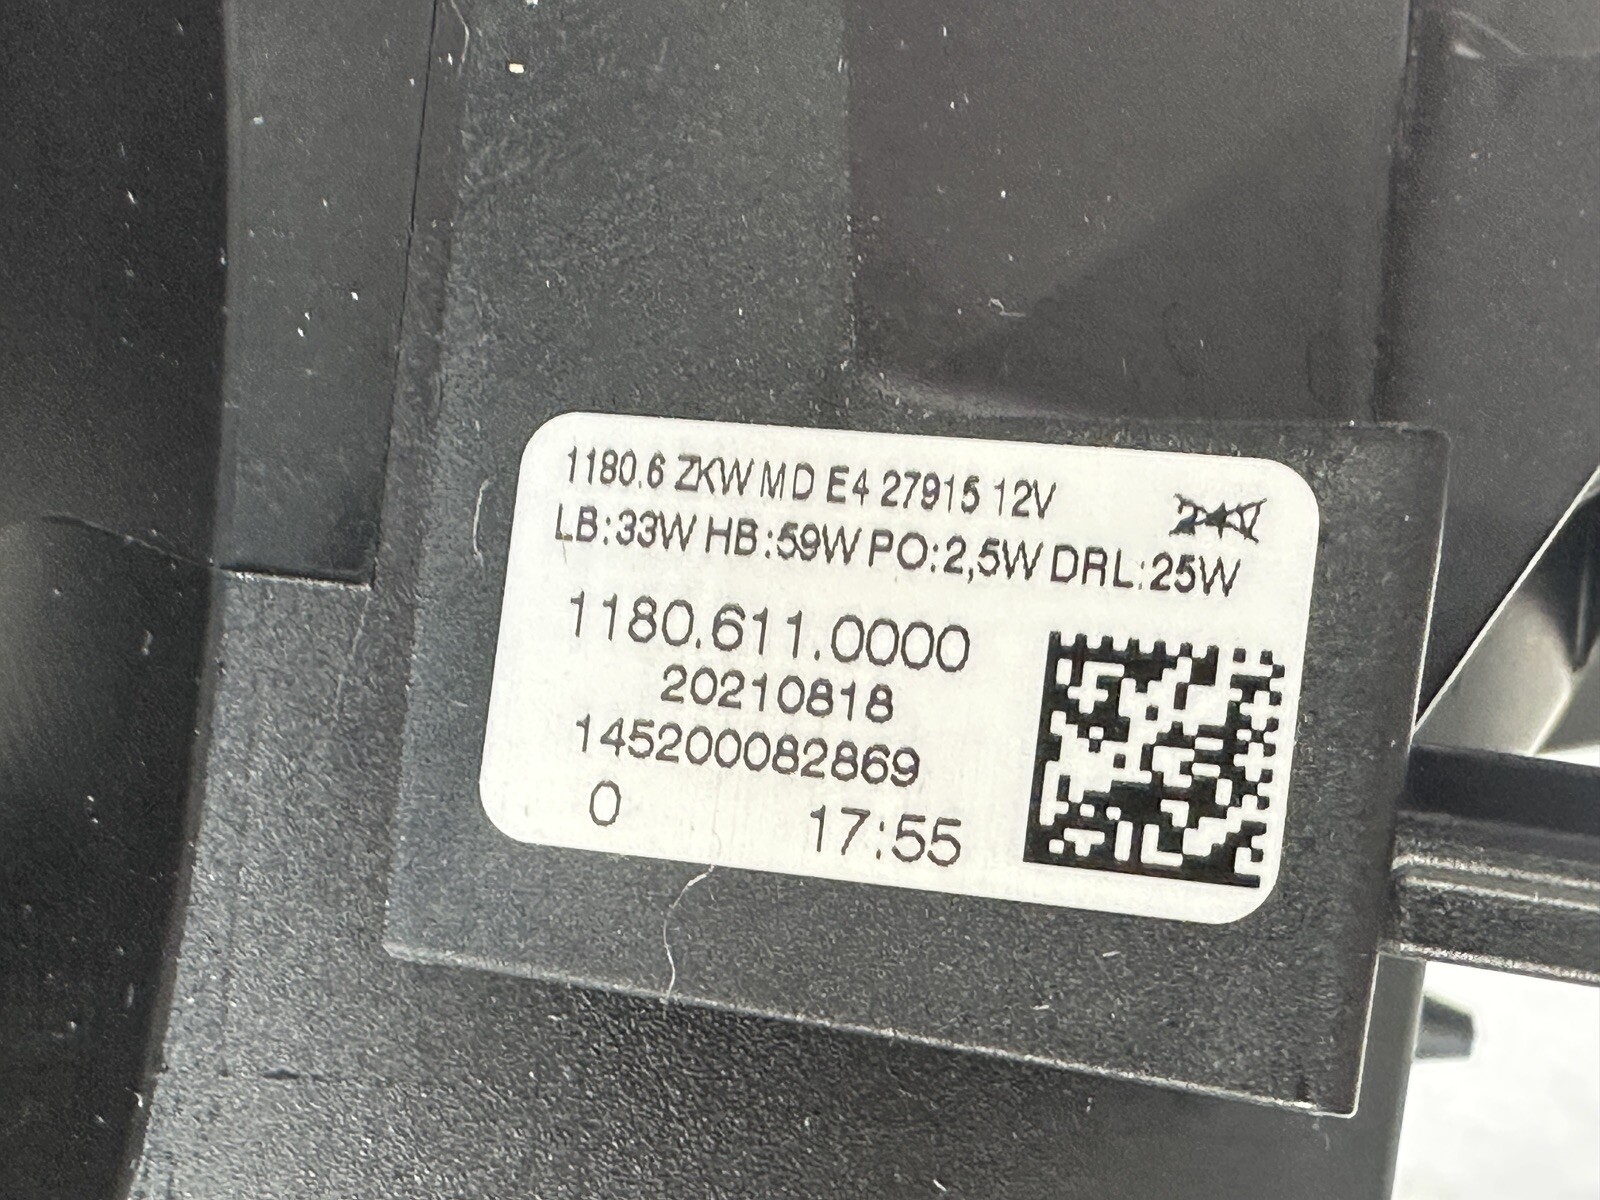 1180.6 ZKW MD E4 27915 12V 24V
LB:33W HB:59W PO:2,5W DRL:25W
1180.611.0000
20210818
145200082869
0 17:55